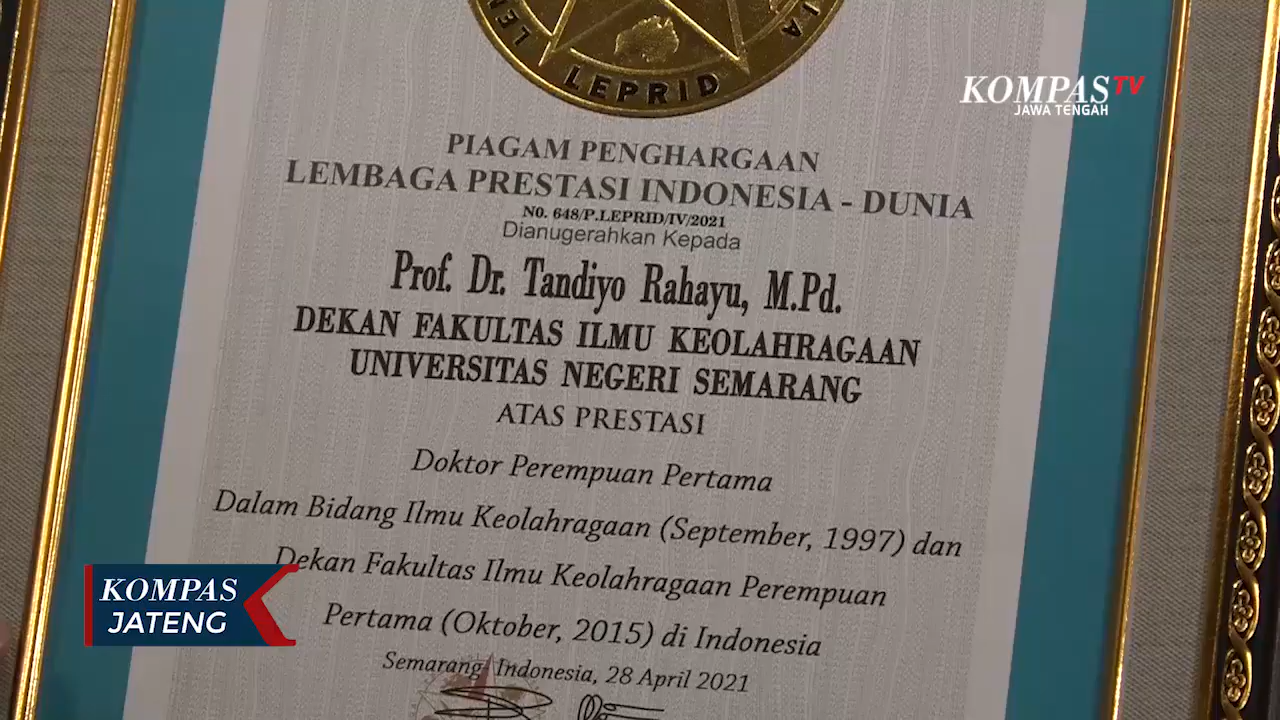 LEPRID
KOMPAS TV
JAWA TENGAH
PIAGAM PENGHARGAAN
LEMBAGA PRESTASI INDONESIA - DUNIA
NO. 648/P.LEPRID/IV/2021
Dianugerahkan Kepada
Prof. Dr. Tandiyo Rahayu, M.Pd.
DEKAN FAKULTAS ILMU KEOLAHRAGAAN
UNIVERSITAS NEGERI SEMARANG
ATAS PRESTASI
Doktor Perempuan Pertama
Dalam Bidang Ilmu Keolahragaan (September, 1997) dan
Dekan Fakultas Ilmu Keolahragaan Perempuan
Pertama (Oktober, 2015) di Indonesia
Semarang, Indonesia, 28 April 2021
KOMPAS
JATENG